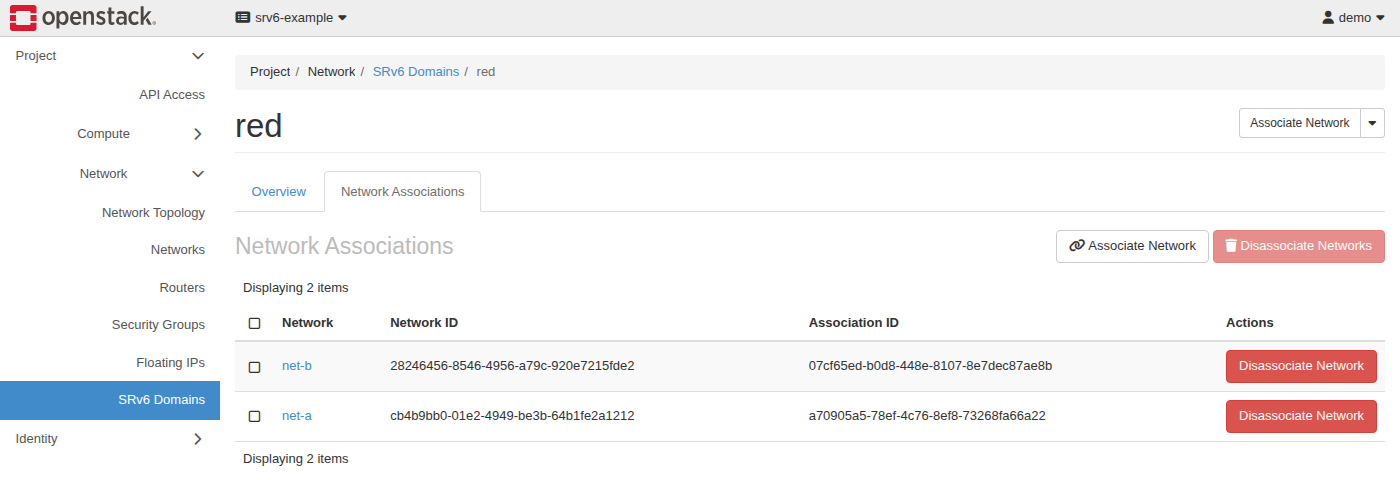 openstack. srv6-example demo
Project
API Access
Compute
Network
Network Topology
Networks
Routers
Security Groups
Floating IPs
SRv6 Domains
Identity
Project / Network / SRv6 Domains / red
red
Associate Network
Overview Network Associations
Network Associations
Associate Network Disassociate Networks
Displaying 2 items
Network Network ID Association ID Actions
net-b 28246456-8546-4956-a79c-920e7215fde2 07cf65ed-b0d8-448e-8107-8e7dec87ae8b Disassociate Network
net-a cb4b9bb0-01e2-4949-be3b-64b1fe2a1212 a70905a5-78ef-4c76-8ef8-73268fa66a22 Disassociate Network
Displaying 2 items